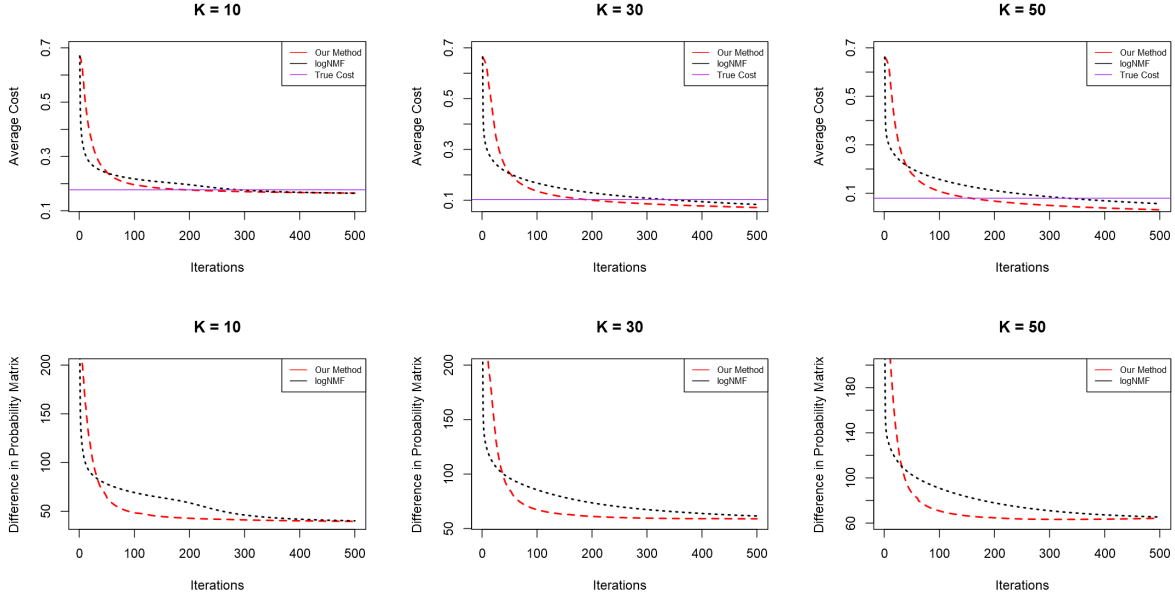 K = 10
Average Cost
0.1
0.3
0.5
0.7
Our Method
logNMF
True Cost
0 100 200 300 400 500
Iterations
K = 30
Average Cost
0.1
0.3
0.5
0.7
Our Method
logNMF
True Cost
0 100 200 300 400 500
Iterations
K = 50
Average Cost
0.1
0.3
0.5
0.7
Our Method
logNMF
True Cost
0 100 200 300 400 500
Iterations
K = 10
Difference in Probability Matrix
50
100
150
200
Our Method
logNMF
0 100 200 300 400 500
Iterations
K = 30
Difference in Probability Matrix
50
100
150
200
Our Method
logNMF
0 100 200 300 400 500
Iterations
K = 50
Difference in Probability Matrix
60
100
140
180
Our Method
logNMF
0 100 200 300 400 500
Iterations